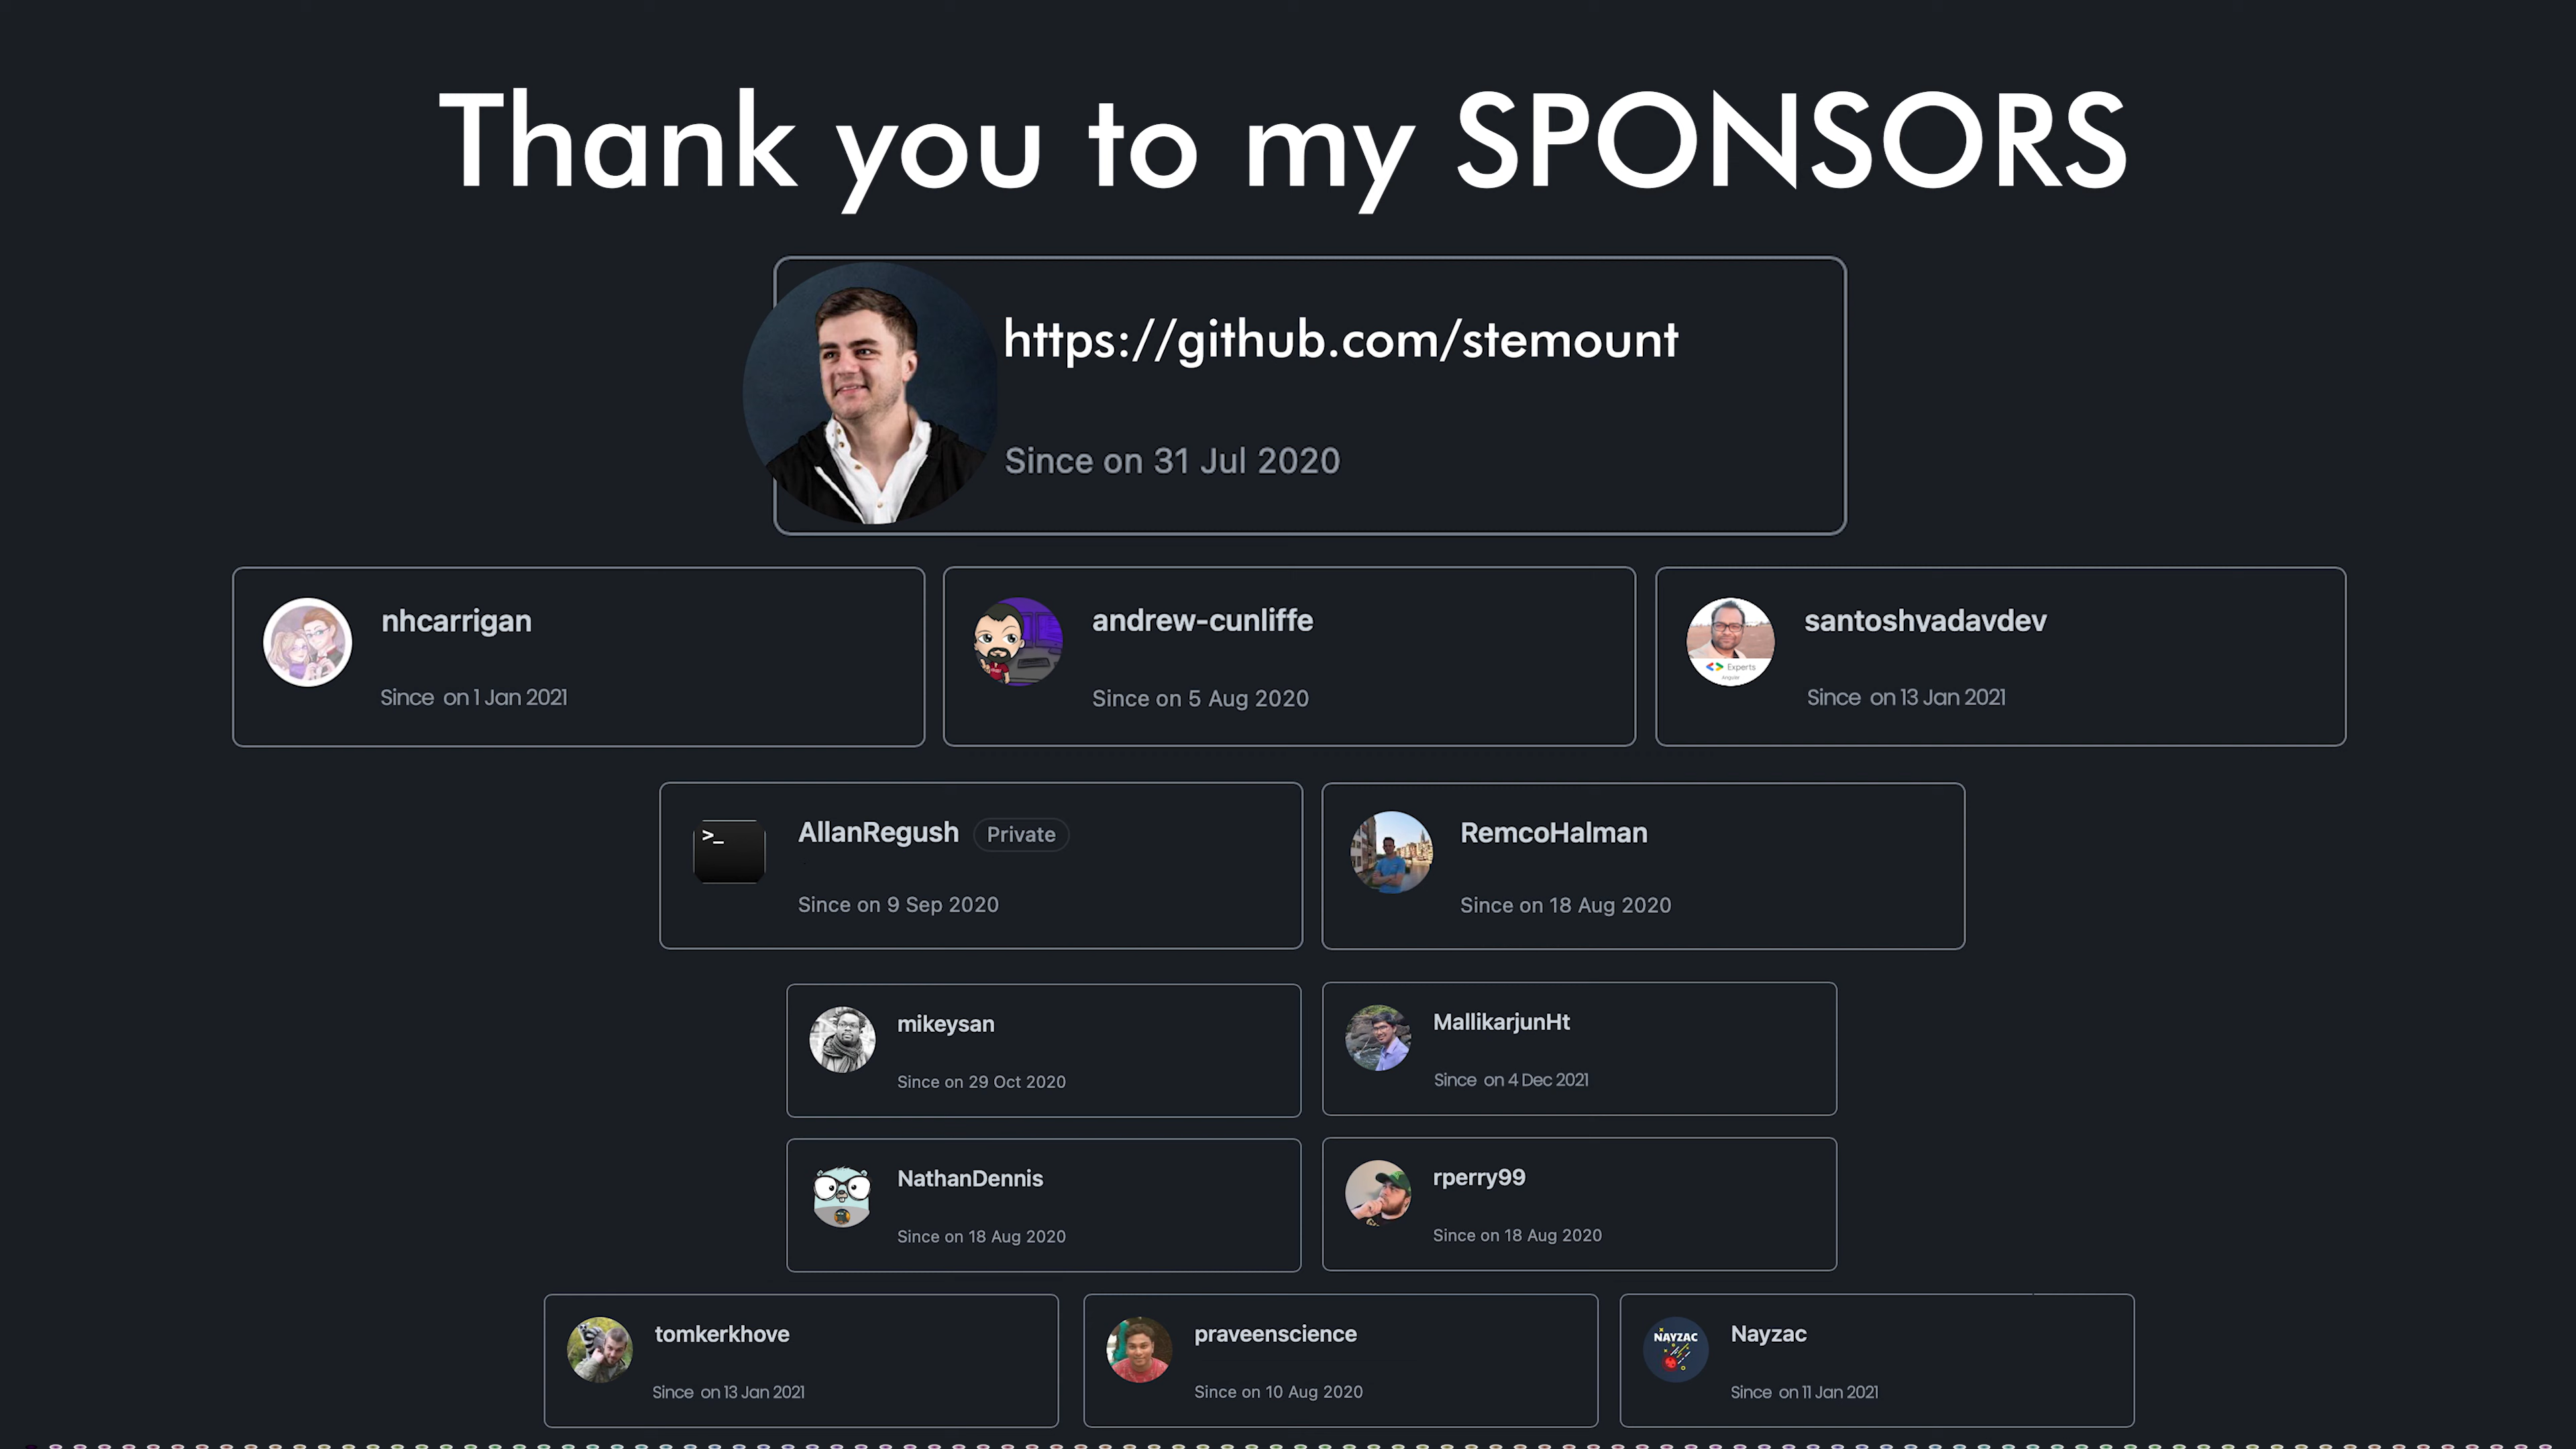 Thank you to my SPONSORS
https://github.com/stemount
Since on 31 Jul 2020
nhcarrigan
Since on 1 Jan 2021
andrew-cunliffe
Since on 5 Aug 2020
santoshyadavdev
<> Experts
Angular
Since on 13 Jan 2021
>_
AllanRegush Private
Since on 9 Sep 2020
RemcoHalman
Since on 18 Aug 2020
mikeysan
Since on 29 Oct 2020
MallikarjunHt
Since on 4 Dec 2021
NathanDennis
Since on 18 Aug 2020
rperry99
Since on 18 Aug 2020
tomkerkhove
Since on 13 Jan 2021
praveenscience
Since on 10 Aug 2020
NAYZAC
Nayzac
Since on 11 Jan 2021